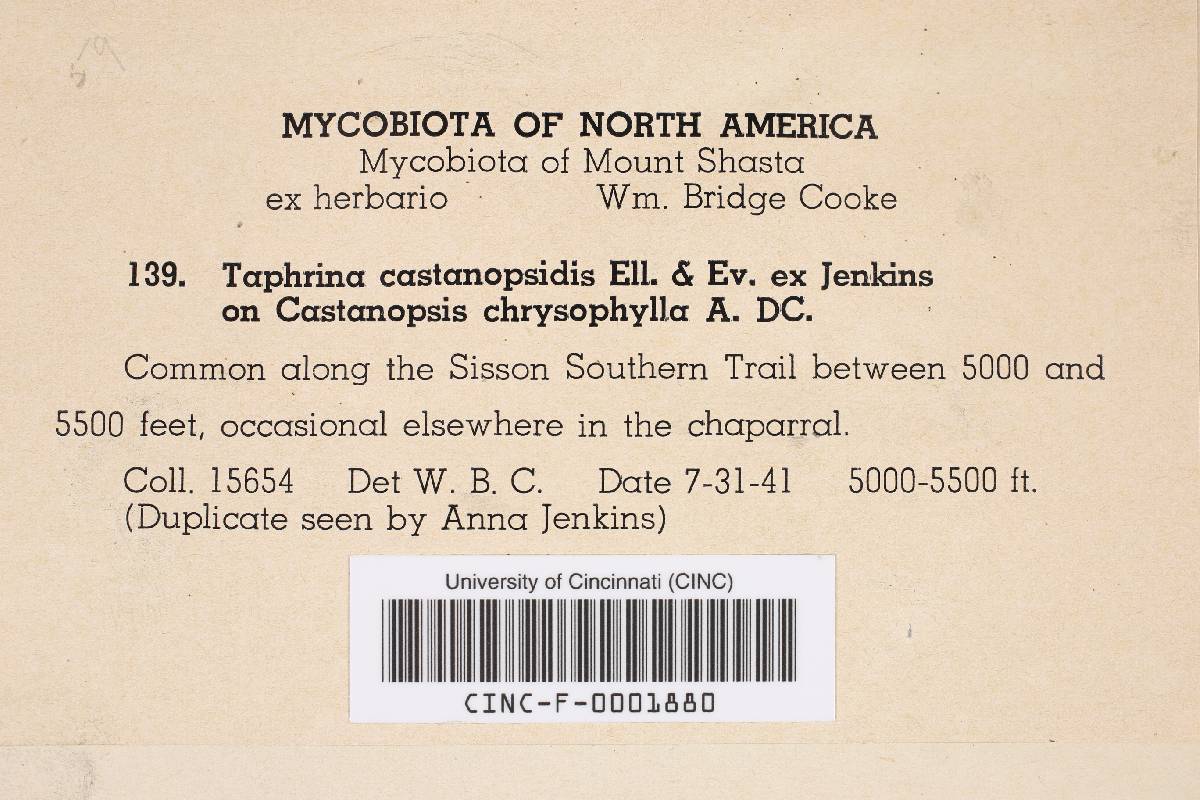 MYCOBIOTA OF NORTH AMERICA
Mycobiota of Mount Shasta
ex herbario Wm. Bridge Cooke
139. Taphrina castanopsidis Ell. & Ev. ex Jenkins
on Castanopsis chrysophylla A. DC.
Common along the Sisson Southern Trail between 5000 and
5500 feet, occasional elsewhere in the chaparral.
Coll. 15654 Det W. B. C. Date 7-31-41 5000-5500 ft.
(Duplicate seen by Anna Jenkins)
University of Cincinnati (CINC)
CINC-F-0001880